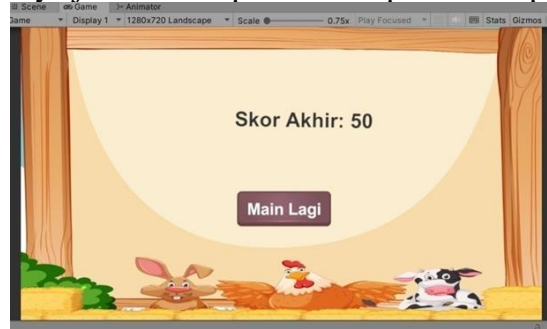 Scene Game Animator
Game Display 1 1280x720 Landscape Scale 0.75x Play Focused Stats Gizmos
Skor Akhir: 50
Main Lagi